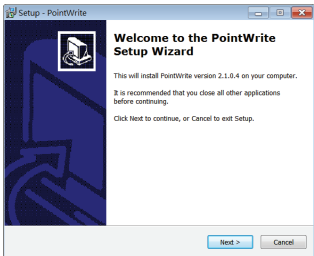 Setup - PointWrite
Welcome to the PointWrite
Setup Wizard
This will install PointWrite version 2.1.0.4 on your computer.
It is recommended that you close all other applications
before continuing.
Click Next to continue, or Cancel to exit Setup.
Next >
Cancel